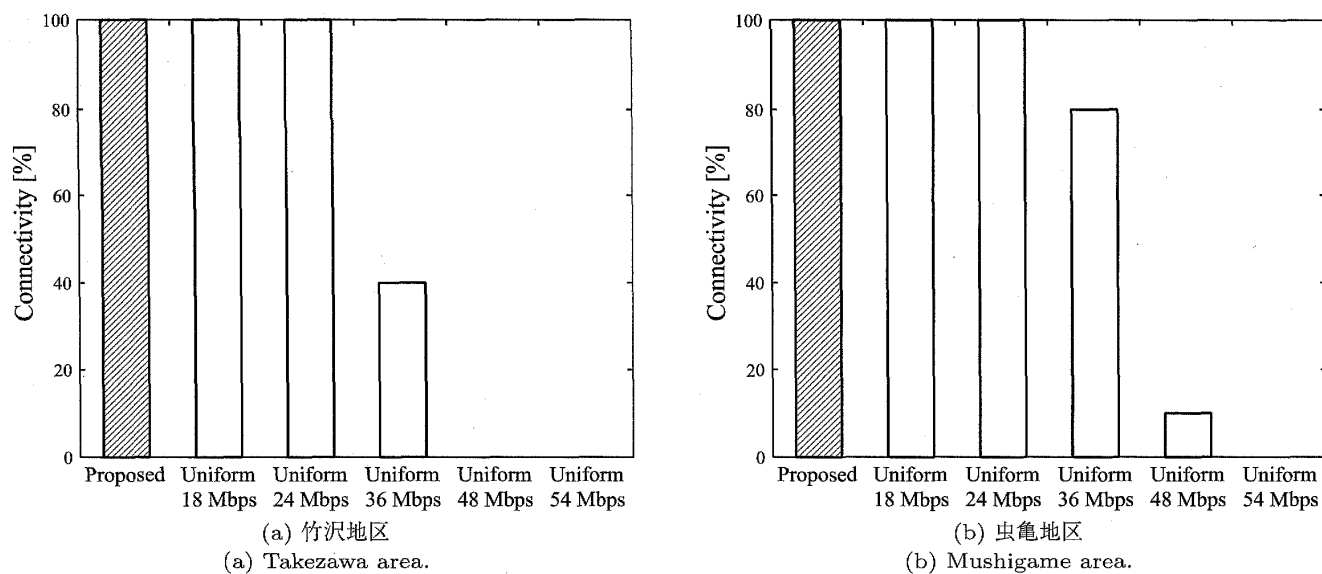 Connectivity [%]
100
80
60
40
20
0
Proposed
Uniform
18 Mbps
Uniform
24 Mbps
Uniform
36 Mbps
Uniform
48 Mbps
Uniform
54 Mbps
(a) 竹沢地区
(a) Takezawa area.
Connectivity [%]
100
80
60
40
20
0
Proposed
Uniform
18 Mbps
Uniform
24 Mbps
Uniform
36 Mbps
Uniform
48 Mbps
Uniform
54 Mbps
(b) 虫亀地区
(b) Mushigame area.